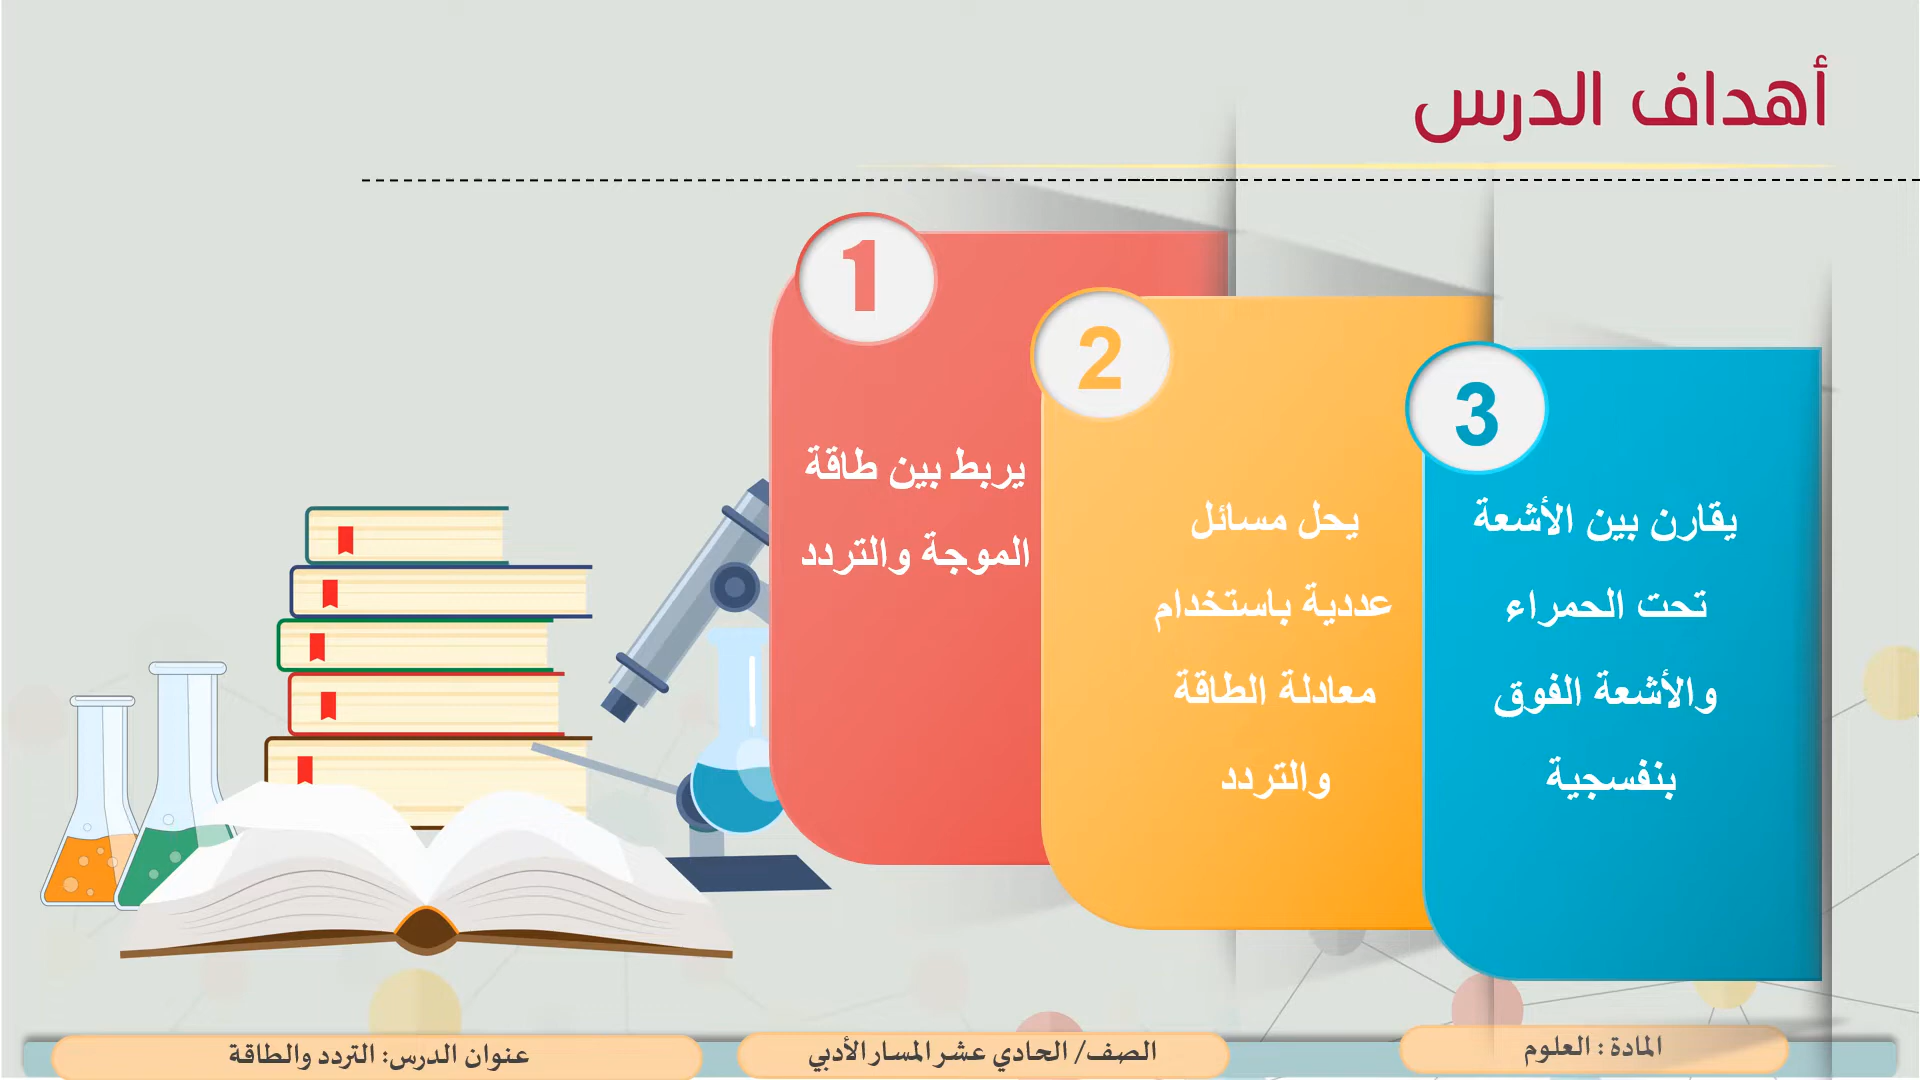 أهداف الدرس
1
يربط بين طاقة
الموجة والتردد
2
يحل مسائل
عددية باستخدام
معادلة الطاقة
والتردد
3
يقارن بين الأشعة
تحت الحمراء
والأشعة الفوق
بنفسجية
المادة : العلوم
الصف/ الحادي عشر المسار الأدبي
عنوان الدرس: التردد والطاقة